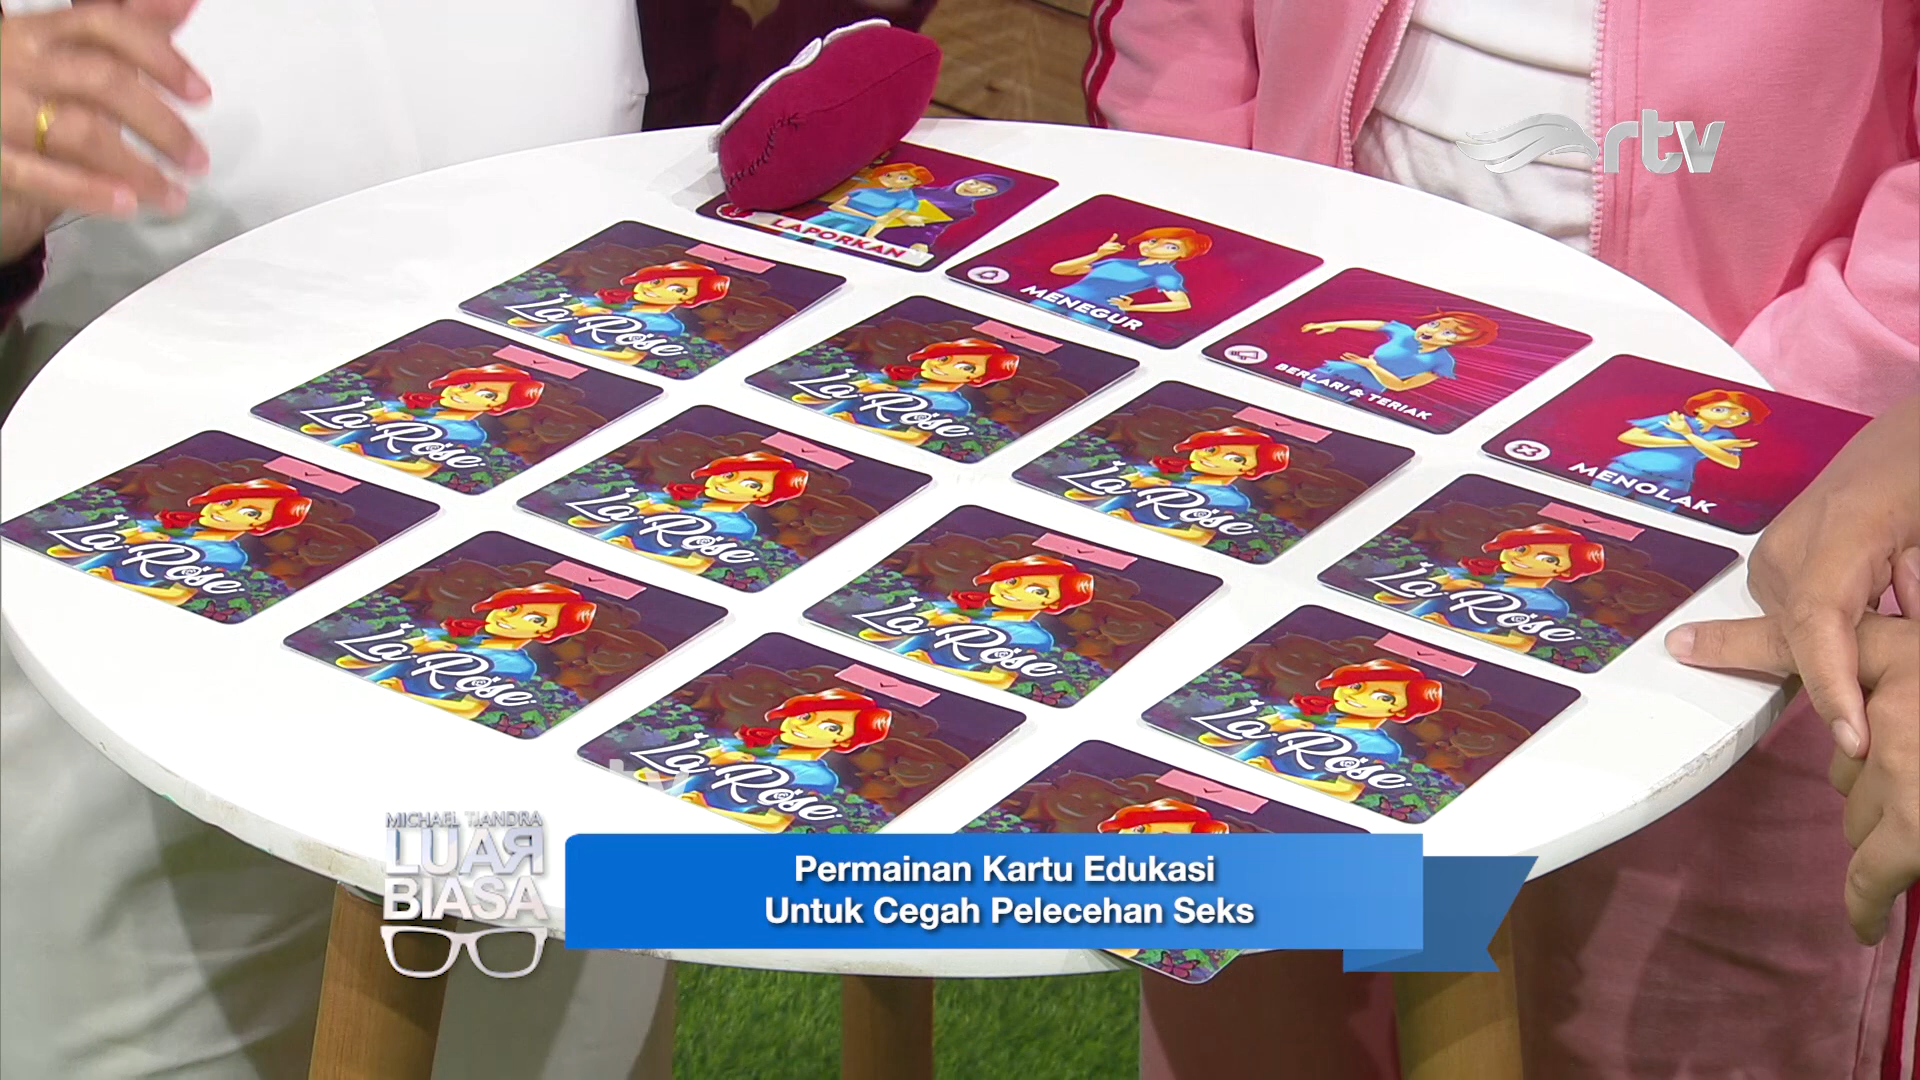 rtv
LAPORKAN
MENEGUR
BERLARI & TERIAK
MENOLAK
La Rose
La Rose
La Rose
La Rose
La Rose
La Rose
La Rose
La Rose
La Rose
La Rose
La Rose
MICHAEL TJANDRA
LUAR
BIASA
Permainan Kartu Edukasi
Untuk Cegah Pelecehan Seks